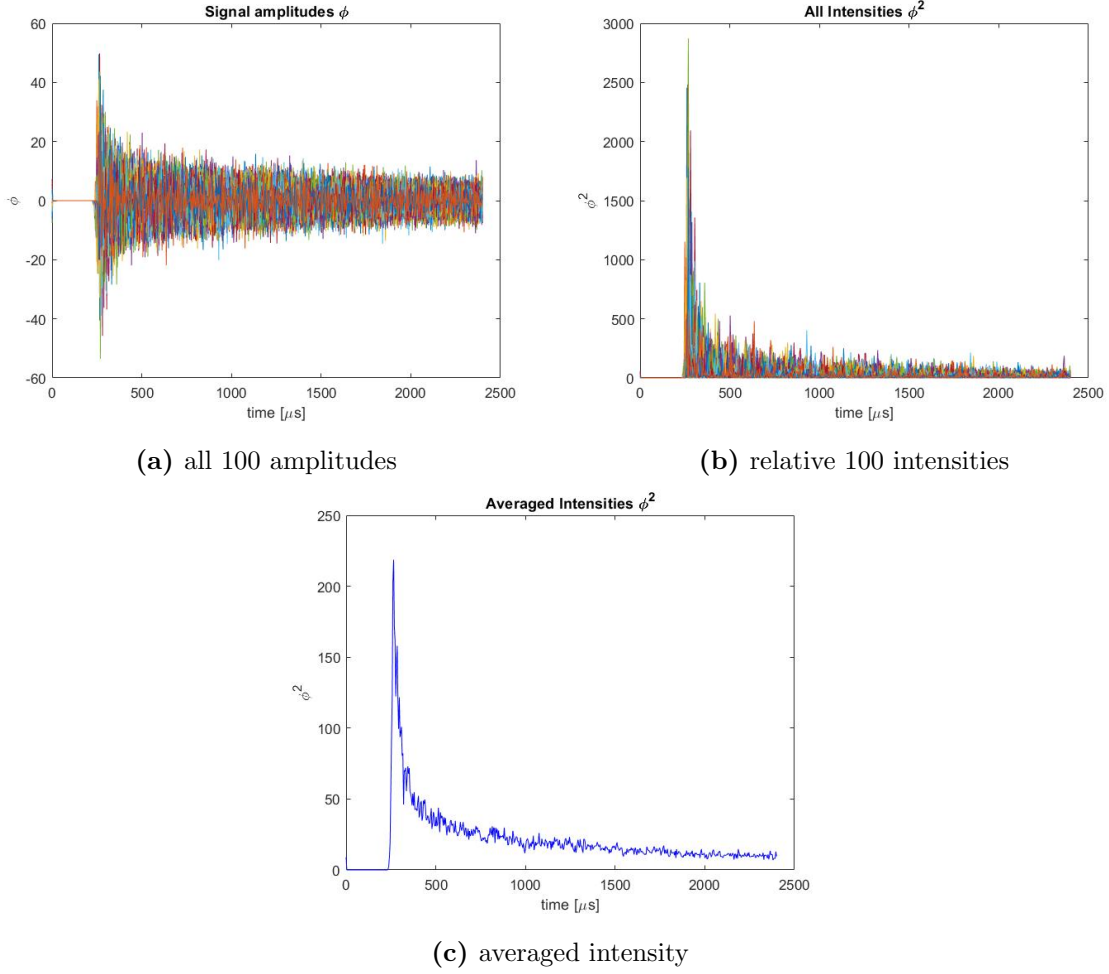 Signal amplitudes ϕ
60
40
20
0
-20
-40
-60
ϕ
0 500 1000 1500 2000 2500
time [μs]
(a) all 100 amplitudes
All Intensities ϕ²
3000
2500
2000
1500
1000
500
0
ϕ²
0 500 1000 1500 2000 2500
time [μs]
(b) relative 100 intensities
Averaged Intensities ϕ²
250
200
150
100
50
0
ϕ²
0 500 1000 1500 2000 2500
time [μs]
(c) averaged intensity